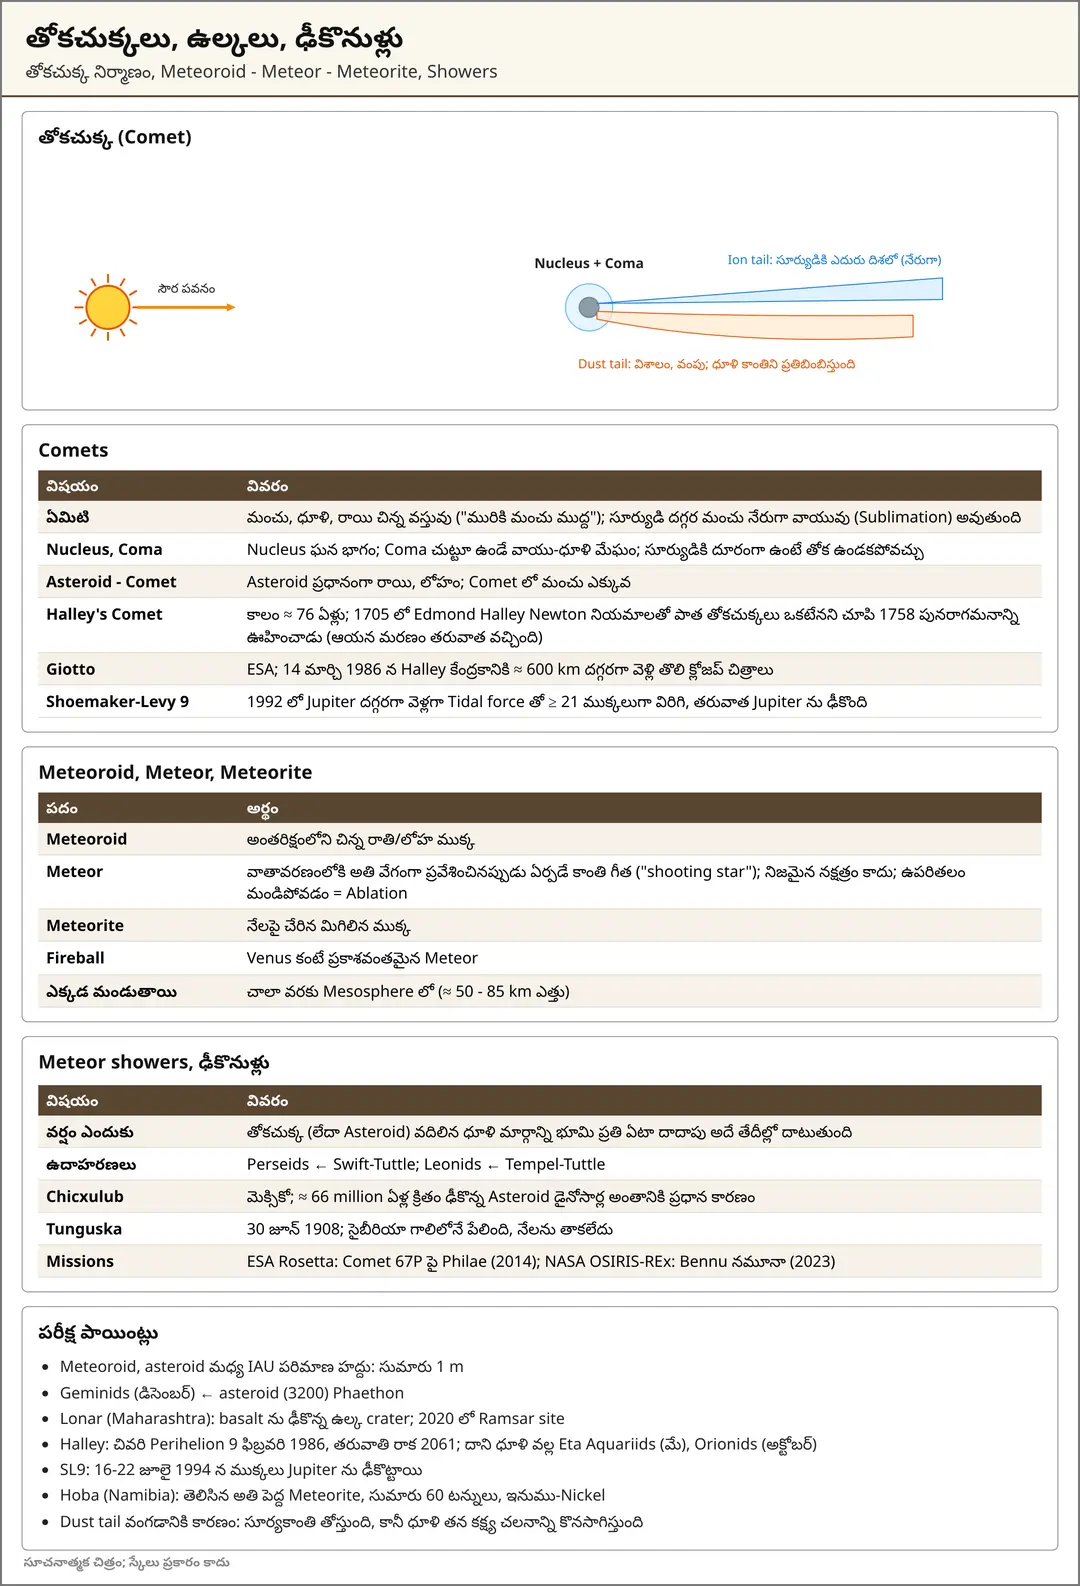 తోకచుక్కలు, ఉల్కలు, ఢీకొనుళ్లు
తోకచుక్క నిర్మాణం, Meteoroid - Meteor - Meteorite, Showers
తోకచుక్క (Comet)
Nucleus + Coma
Ion tail: సూర్యుడికి ఎదురు దిశలో (నేరుగా)
సౌర పవనం
Dust tail: విశాలం, వంపు; ధూళి కాంతిని ప్రతిబింబిస్తుంది
Comets
విషయం వివరం
ఏమిటి మంచు, ధూళి, రాయి చిన్న వస్తువు ("మురికి మంచు ముద్ద"); సూర్యుడి దగ్గర మంచు నేరుగా వాయువు (Sublimation) అవుతుంది
Nucleus, Coma Nucleus ఘన భాగం; Coma చుట్టూ ఉండే వాయు-ధూళి మేఘం; సూర్యుడికి దూరంగా ఉంటే తోక ఉండకపోవచ్చు
Asteroid - Comet Asteroid ప్రధానంగా రాయి, లోహం; Comet లో మంచు ఎక్కువ
Halley's Comet కాలం ≈ 76 ఏళ్లు; 1705 లో Edmond Halley Newton నియమాలతో పాత తోకచుక్కలు ఒకటేనని చూపి 1758 పునరాగమనాన్ని
ఊహించాడు (ఆయన మరణం తరువాత వచ్చింది)
Giotto ESA; 14 మార్చి 1986 న Halley కేంద్రకానికి ≈ 600 km దగ్గరగా వెళ్లి తొలి క్లోజప్ చిత్రాలు
Shoemaker-Levy 9 1992 లో Jupiter దగ్గరగా వెళ్లగా Tidal force తో ≥ 21 ముక్కలుగా విరిగి, తరువాత Jupiter ను ఢీకొంది
Meteoroid, Meteor, Meteorite
పదం అర్థం
Meteoroid అంతరిక్షంలోని చిన్న రాతి/లోహ ముక్క
Meteor వాతావరణంలోకి అతి వేగంగా ప్రవేశించినప్పుడు ఏర్పడే కాంతి గీత ("shooting star"); నిజమైన నక్షత్రం కాదు; ఉపరితలం
మండిపోవడం = Ablation
Meteorite నేలపై చేరిన మిగిలిన ముక్క
Fireball Venus కంటే ప్రకాశవంతమైన Meteor
ఎక్కడ మండుతాయి చాలా వరకు Mesosphere లో (≈ 50 - 85 km ఎత్తు)
Meteor showers, ఢీకొనుళ్లు
విషయం వివరం
వర్షం ఎందుకు తోకచుక్క (లేదా Asteroid) వదిలిన ధూళి మార్గాన్ని భూమి ప్రతి ఏటా దాదాపు అదే తేదీల్లో దాటుతుంది
ఉదాహరణలు Perseids ← Swift-Tuttle; Leonids ← Tempel-Tuttle
Chicxulub మెక్సికో; ≈ 66 million ఏళ్ల క్రితం ఢీకొన్న Asteroid డైనోసార్ల అంతానికి ప్రధాన కారణం
Tunguska 30 జూన్ 1908; సైబీరియా గాలిలోనే పేలింది, నేలను తాకలేదు
Missions ESA Rosetta: Comet 67P పై Philae (2014); NASA OSIRIS-REx: Bennu నమూనా (2023)
పరీక్ష పాయింట్లు
• Meteoroid, asteroid మధ్య IAU పరిమాణ హద్దు: సుమారు 1 m
• Geminids (డిసెంబర్) ← asteroid (3200) Phaethon
• Lonar (Maharashtra): basalt ను ఢీకొన్న ఉల్క crater; 2020 లో Ramsar site
• Halley: చివరి Perihelion 9 ఫిబ్రవరి 1986, తరువాతి రాక 2061; దాని ధూళి వల్ల Eta Aquariids (మే), Orionids (అక్టోబర్)
• SL9: 16-22 జూలై 1994 న ముక్కలు Jupiter ను ఢీకొట్టాయి
• Hoba (Namibia): తెలిసిన అతి పెద్ద Meteorite, సుమారు 60 టన్నులు, ఇనుము-Nickel
• Dust tail వంగడానికి కారణం: సూర్యకాంతి తోస్తుంది, కానీ ధూళి తన కక్ష్య చలనాన్ని కొనసాగిస్తుంది
సూచనాత్మక చిత్రం; స్కేలు ప్రకారం కాదు